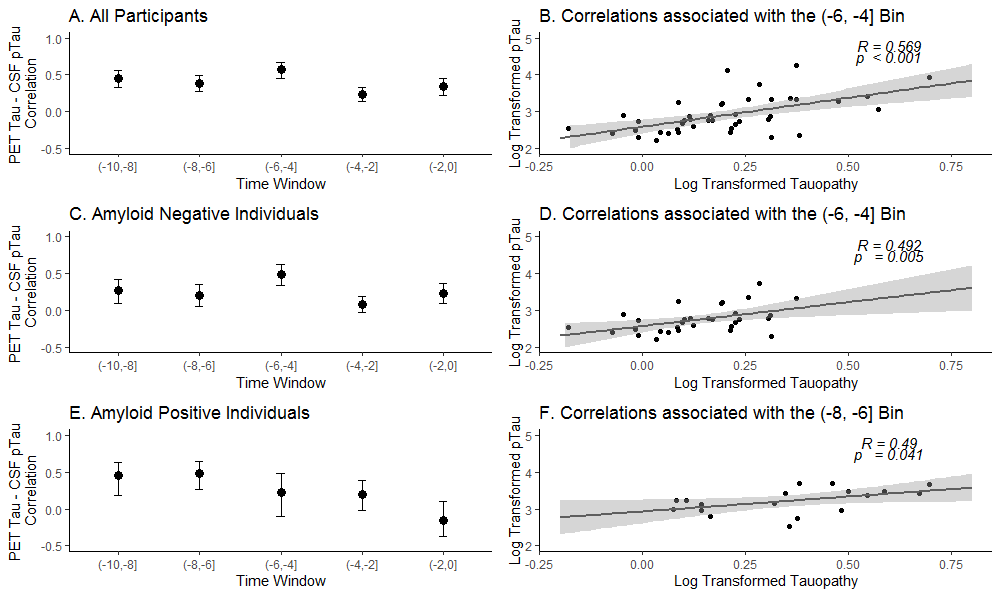 A. All Participants
PET Tau - CSF pTau
Correlation
1.0
0.5
0.0
-0.5
(-10,-8]
(-8,-6]
(-6,-4]
(-4,-2]
(-2,0]
Time Window
B. Correlations associated with the (-6, -4] Bin
Log Transformed pTau
5
4
3
2
R = 0.569
p < 0.001
-0.25
0.00
0.25
0.50
0.75
Log Transformed Tauopathy
C. Amyloid Negative Individuals
PET Tau - CSF pTau
Correlation
1.0
0.5
0.0
-0.5
(-10,-8]
(-8,-6]
(-6,-4]
(-4,-2]
(-2,0]
Time Window
D. Correlations associated with the (-6, -4] Bin
Log Transformed pTau
5
4
3
2
R = 0.492
p = 0.005
-0.25
0.00
0.25
0.50
0.75
Log Transformed Tauopathy
E. Amyloid Positive Individuals
PET Tau - CSF pTau
Correlation
1.0
0.5
0.0
-0.5
(-10,-8]
(-8,-6]
(-6,-4]
(-4,-2]
(-2,0]
Time Window
F. Correlations associated with the (-8, -6] Bin
Log Transformed pTau
5
4
3
2
R = 0.49
p = 0.041
-0.25
0.00
0.25
0.50
0.75
Log Transformed Tauopathy